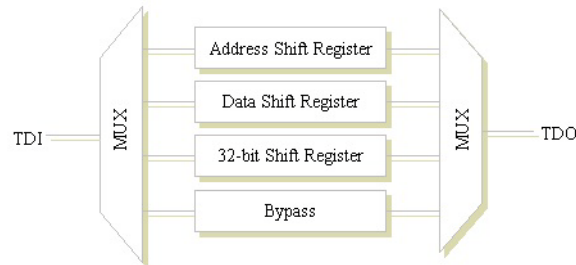 Address Shift Register
Data Shift Register
TDI
MUX
MUX
TDO
32-bit Shift Register
Bypass